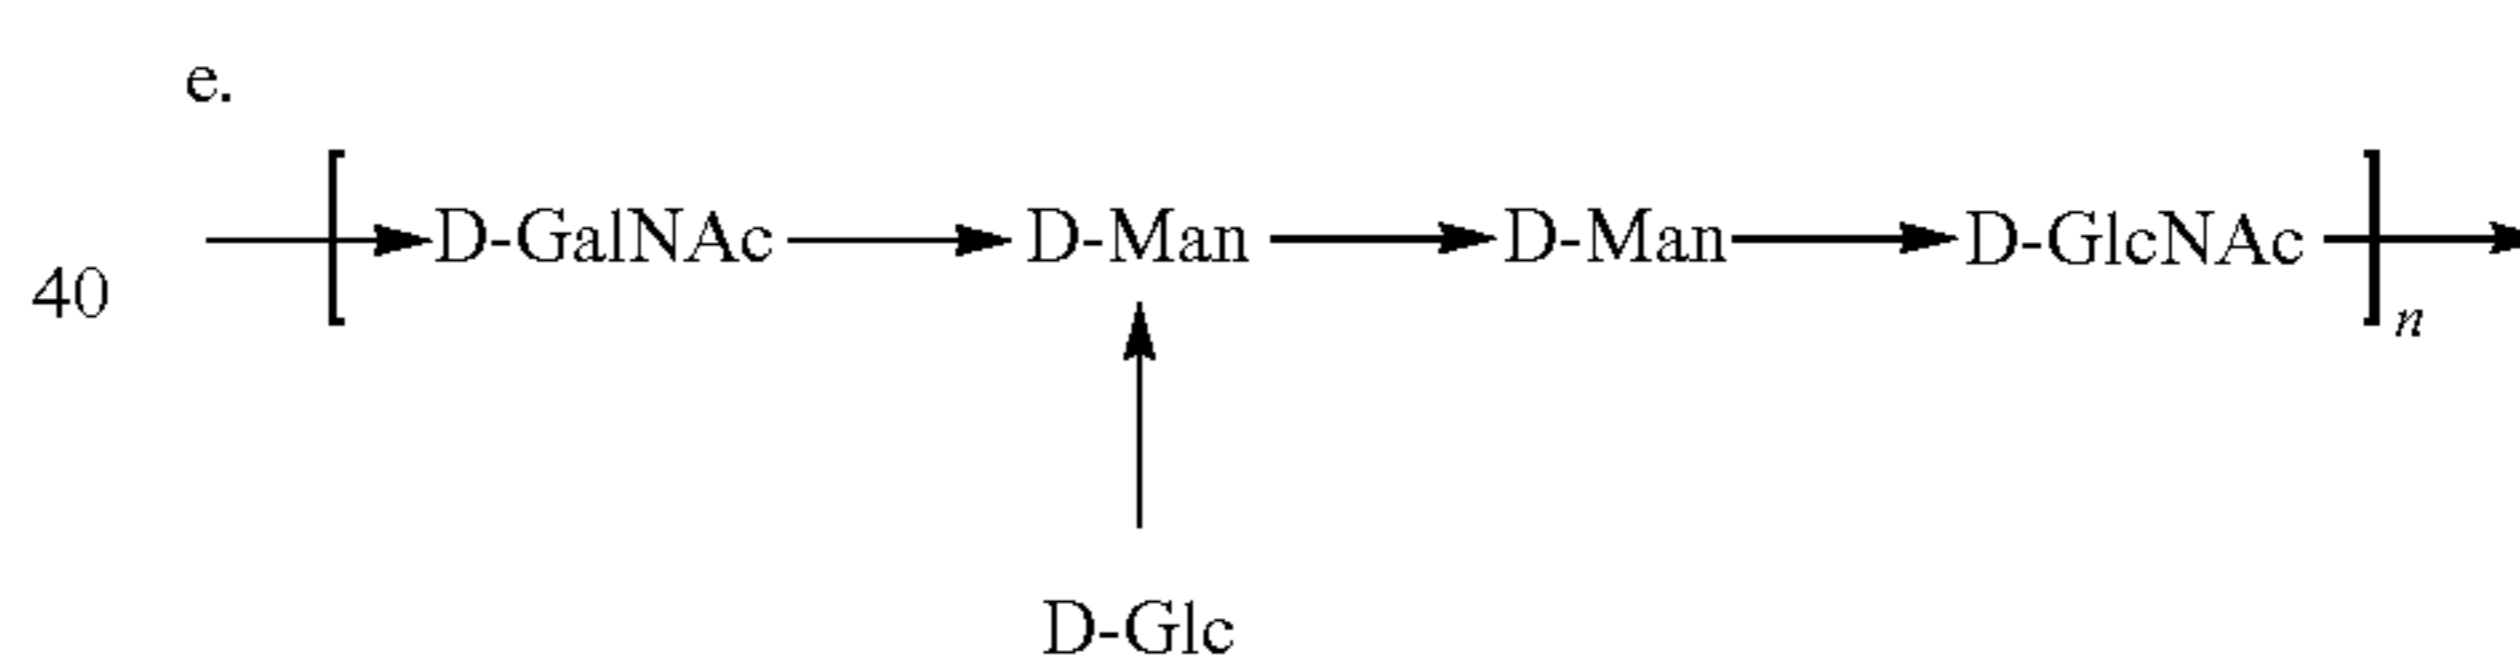 e.
[ D-GalNAc D-Man D-Man D-GlcNAc ]n
40
D-Glc